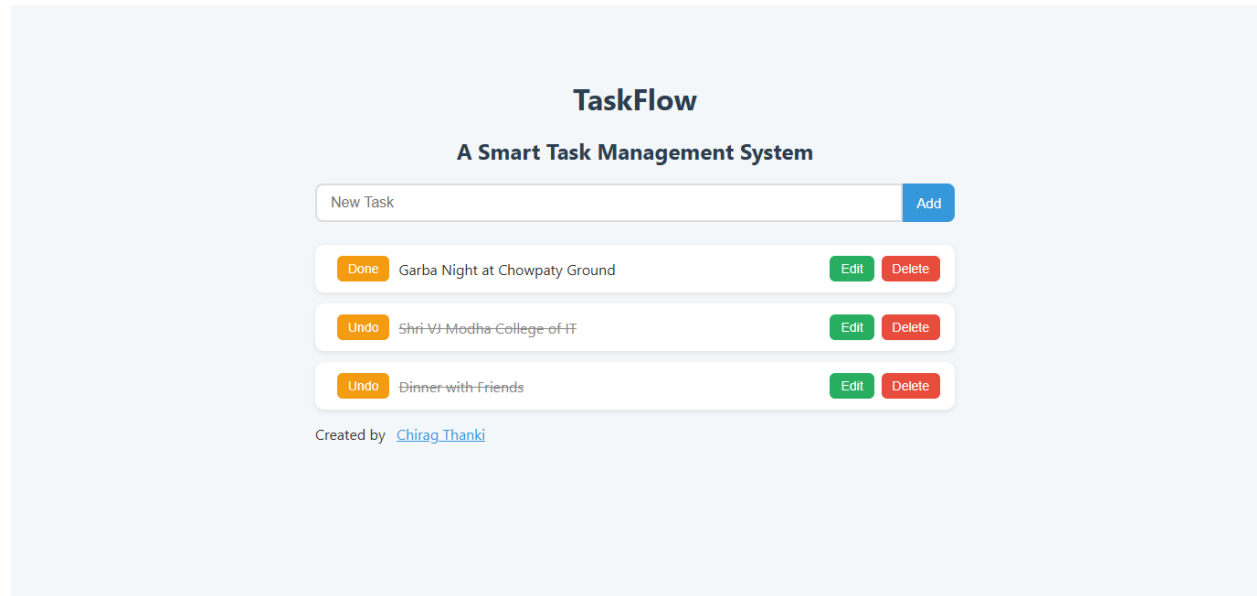 TaskFlow
A Smart Task Management System
New Task Add
Done Garba Night at Chowpaty Ground Edit Delete
Undo Shri VJ Modha College of IT Edit Delete
Undo Dinner with Friends Edit Delete
Created by Chirag Thanki